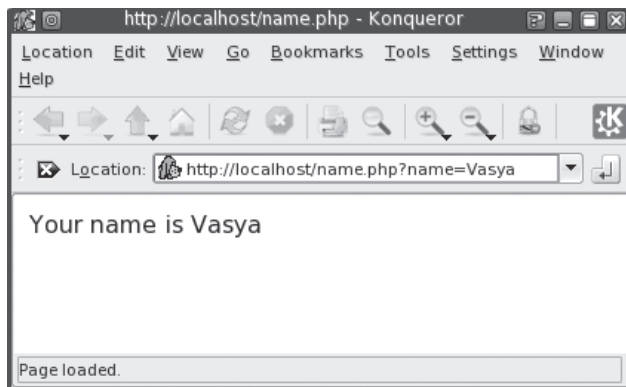 http://localhost/name.php - Konqueror
Location Edit View Go Bookmarks Tools Settings Window
Help
Location: http://localhost/name.php?name=Vasya
Your name is Vasya
Page loaded.